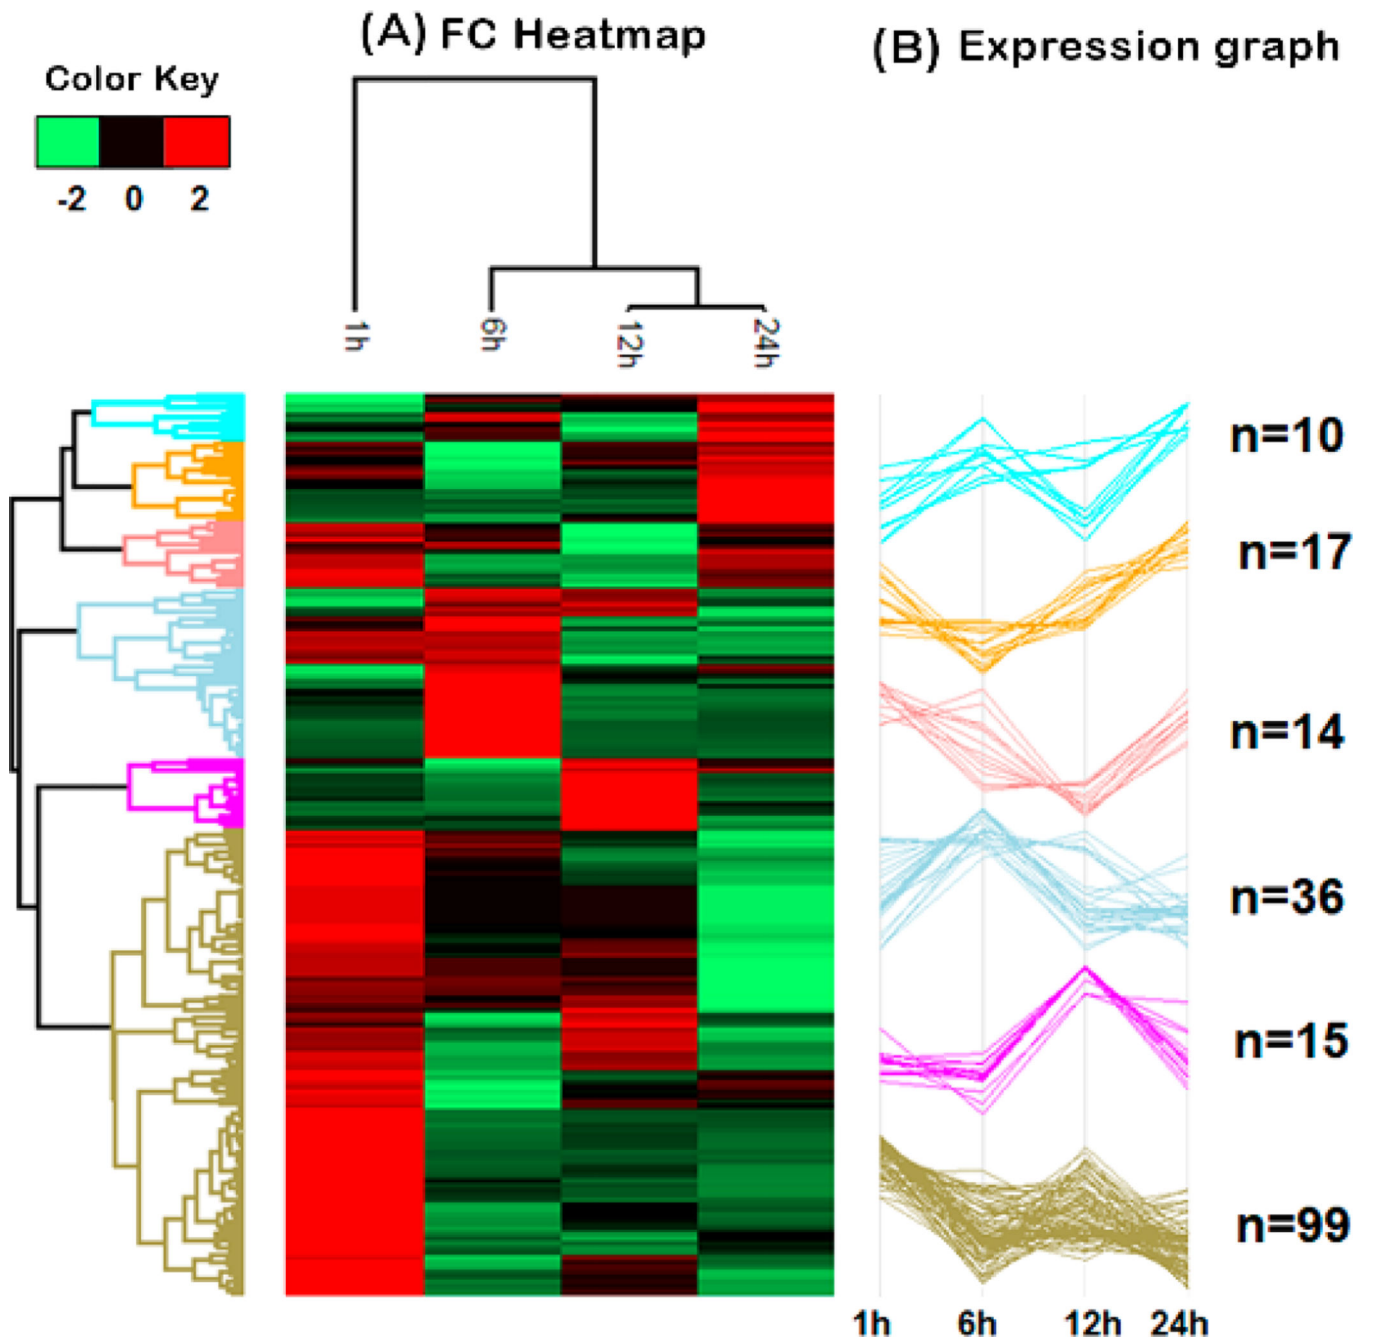 (A) FC Heatmap
(B) Expression graph
Color Key
-2 0 2
1h 6h 12h 24h
n=10
n=17
n=14
n=36
n=15
n=99
1h 6h 12h 24h